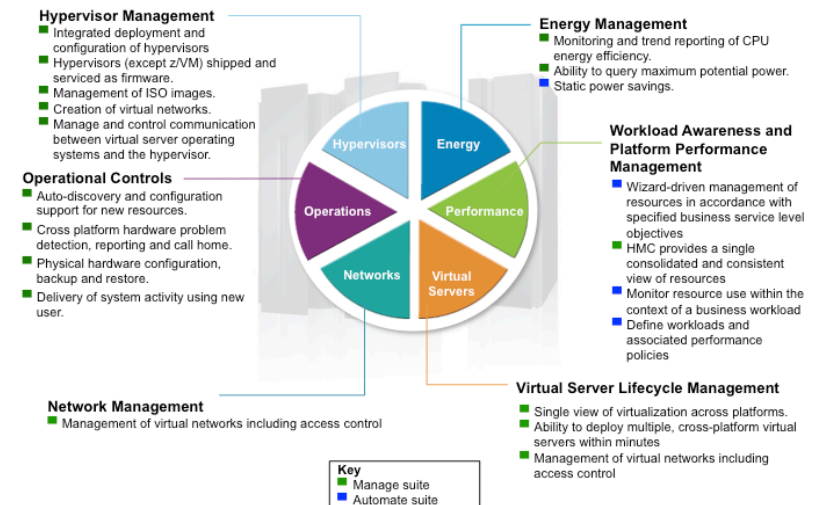 Hypervisor Management
Integrated deployment and
configuration of hypervisors
Hypervisors (except z/VM) shipped and
serviced as firmware.
Management of ISO images.
Creation of virtual networks.
Manage and control communication
between virtual server operating
systems and the hypervisor.
Operational Controls
Auto-discovery and configuration
support for new resources.
Cross platform hardware problem
detection, reporting and call home.
Physical hardware configuration,
backup and restore.
Delivery of system activity using new
user.
Network Management
Management of virtual networks including access control
Hypervisors
Energy
Operations
Performance
Networks
Virtual
Servers
Energy Management
Monitoring and trend reporting of CPU
energy efficiency.
Ability to query maximum potential power.
Static power savings.
Workload Awareness and
Platform Performance
Management
Wizard-driven management of
resources in accordance with
specified business service level
objectives
HMC provides a single
consolidated and consistent
view of resources
Monitor resource use within the
context of a business workload
Define workloads and
associated performance
policies
Virtual Server Lifecycle Management
Single view of virtualization across platforms.
Ability to deploy multiple, cross-platform virtual
servers within minutes
Management of virtual networks including
access control
Key
Manage suite
Automate suite